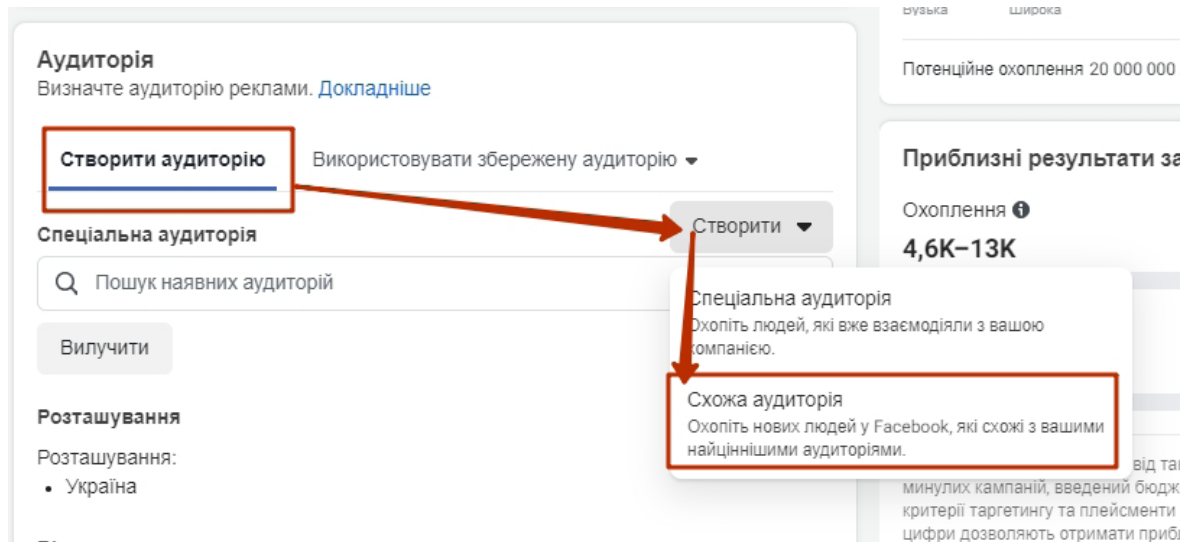 Аудиторія
Визначте аудиторію реклами. Докладніше
Створити аудиторію
Використовувати збережену аудиторію
Спеціальна аудиторія
Створити
Пошук наявних аудиторій
Вилучити
Спеціальна аудиторія
Охопіть людей, які вже взаємодіяли з вашою
компанією.
Схожа аудиторія
Охопіть нових людей у Facebook, які схожі з вашими
найціннішими аудиторіями.
Розташування
Розташування:
• Україна
Вузька Широка
Потенційне охоплення 20 000 000
Приблизні результати за
Охоплення
4,6K–13K
від
минулих кампаній, введений
критерії таргетингу та плейсменти
цифри дозволяють отримати